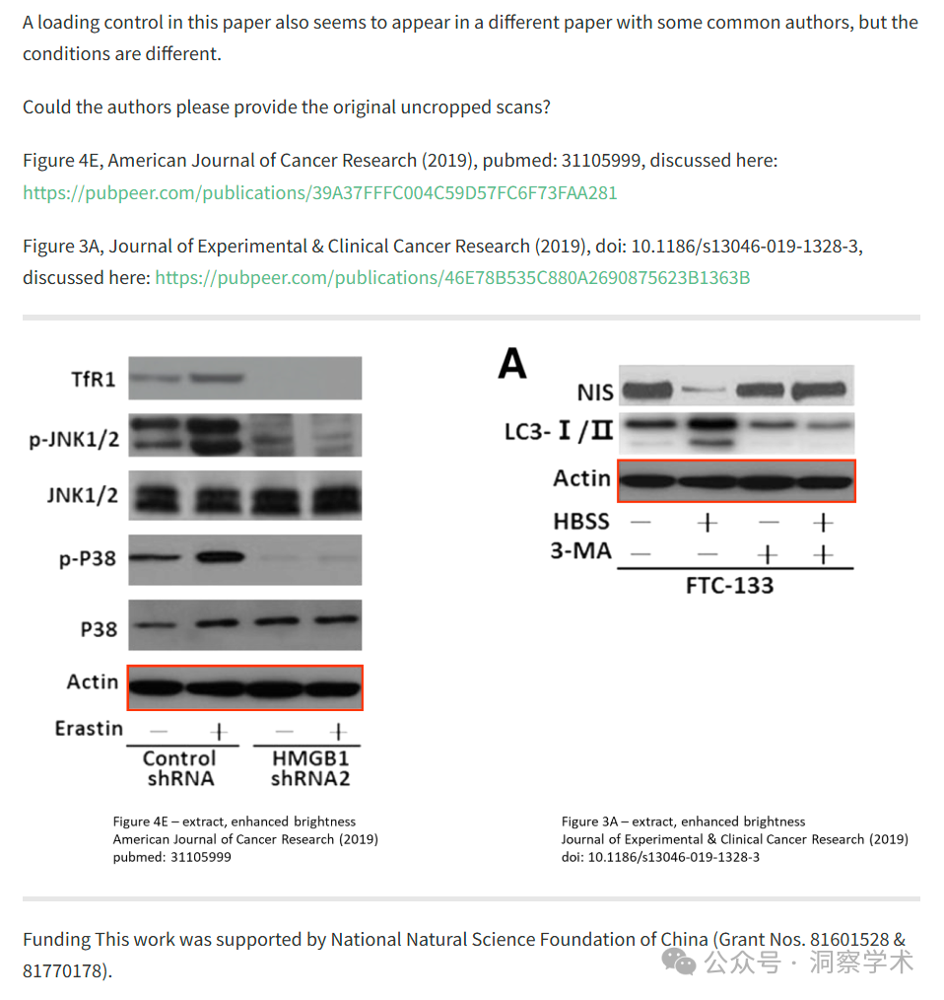 A loading control in this paper also seems to appear in a different paper with some common authors, but the
conditions are different.
Could the authors please provide the original uncropped scans?
Figure 4E, American Journal of Cancer Research (2019), pubmed: 31105999, discussed here:
https://pubpeer.com/publications/39A37FFFC004C59D57FC6F73FAA281
Figure 3A, Journal of Experimental & Clinical Cancer Research (2019), doi: 10.1186/s13046-019-1328-3,
discussed here: https://pubpeer.com/publications/46E78B535C880A2690875623B1363B
TfR1
p-JNK1/2
JNK1/2
p-P38
P38
Actin
Erastin — + — +
Control HMGB1
shRNA shRNA2
Figure 4E – extract, enhanced brightness
American Journal of Cancer Research (2019)
pubmed: 31105999
A
NIS
LC3-Ⅰ/Ⅱ
Actin
HBSS — + — +
3-MA — — + +
FTC-133
Figure 3A – extract, enhanced brightness
Journal of Experimental & Clinical Cancer Research (2019)
doi: 10.1186/s13046-019-1328-3
Funding This work was supported by National Natural Science Foundation of China (Grant Nos. 81601528 &
81770178).
公众号 · 洞察学术